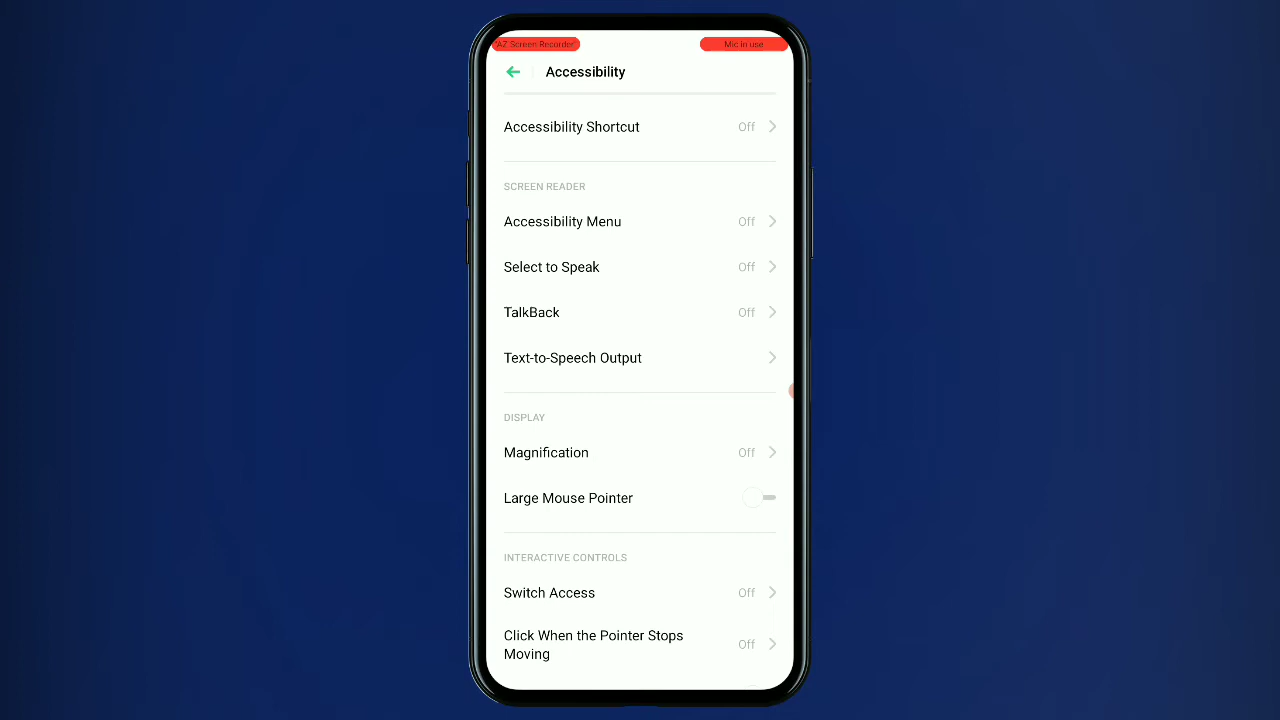 "AZ Screen Recorder"
Mic in use
Accessibility
Accessibility Shortcut Off
SCREEN READER
Accessibility Menu Off
Select to Speak Off
TalkBack Off
Text-to-Speech Output
DISPLAY
Magnification Off
Large Mouse Pointer
INTERACTIVE CONTROLS
Switch Access Off
Click When the Pointer Stops
Moving
Off